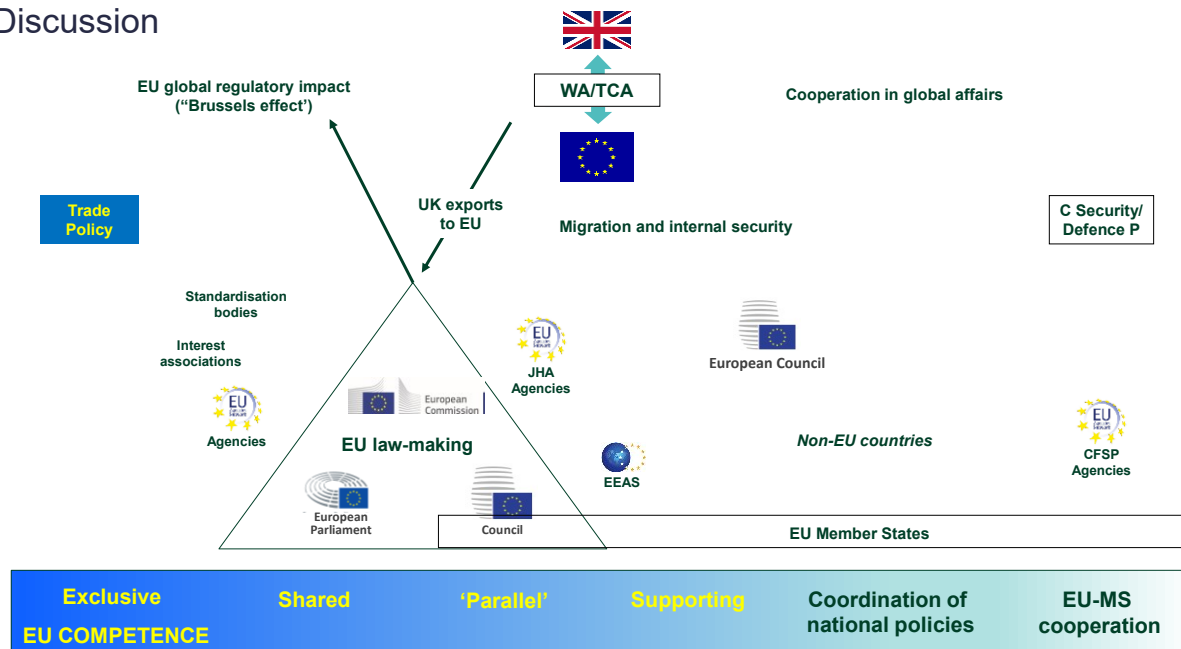 Discussion
WA/TCA
EU global regulatory impact
(“Brussels effect’)
Cooperation in global affairs
Trade
Policy
UK exports
to EU
Migration and internal security
C Security/
Defence P
Standardisation
bodies
Interest
associations
EU
Agencies
EU
JHA
Agencies
European Council
European
Commission
EU law-making
Non-EU countries
EU
CFSP
Agencies
EEAS
European
Parliament
Council
EU Member States
Exclusive
EU COMPETENCE
Shared
‘Parallel’
Supporting
Coordination of
national policies
EU-MS
cooperation